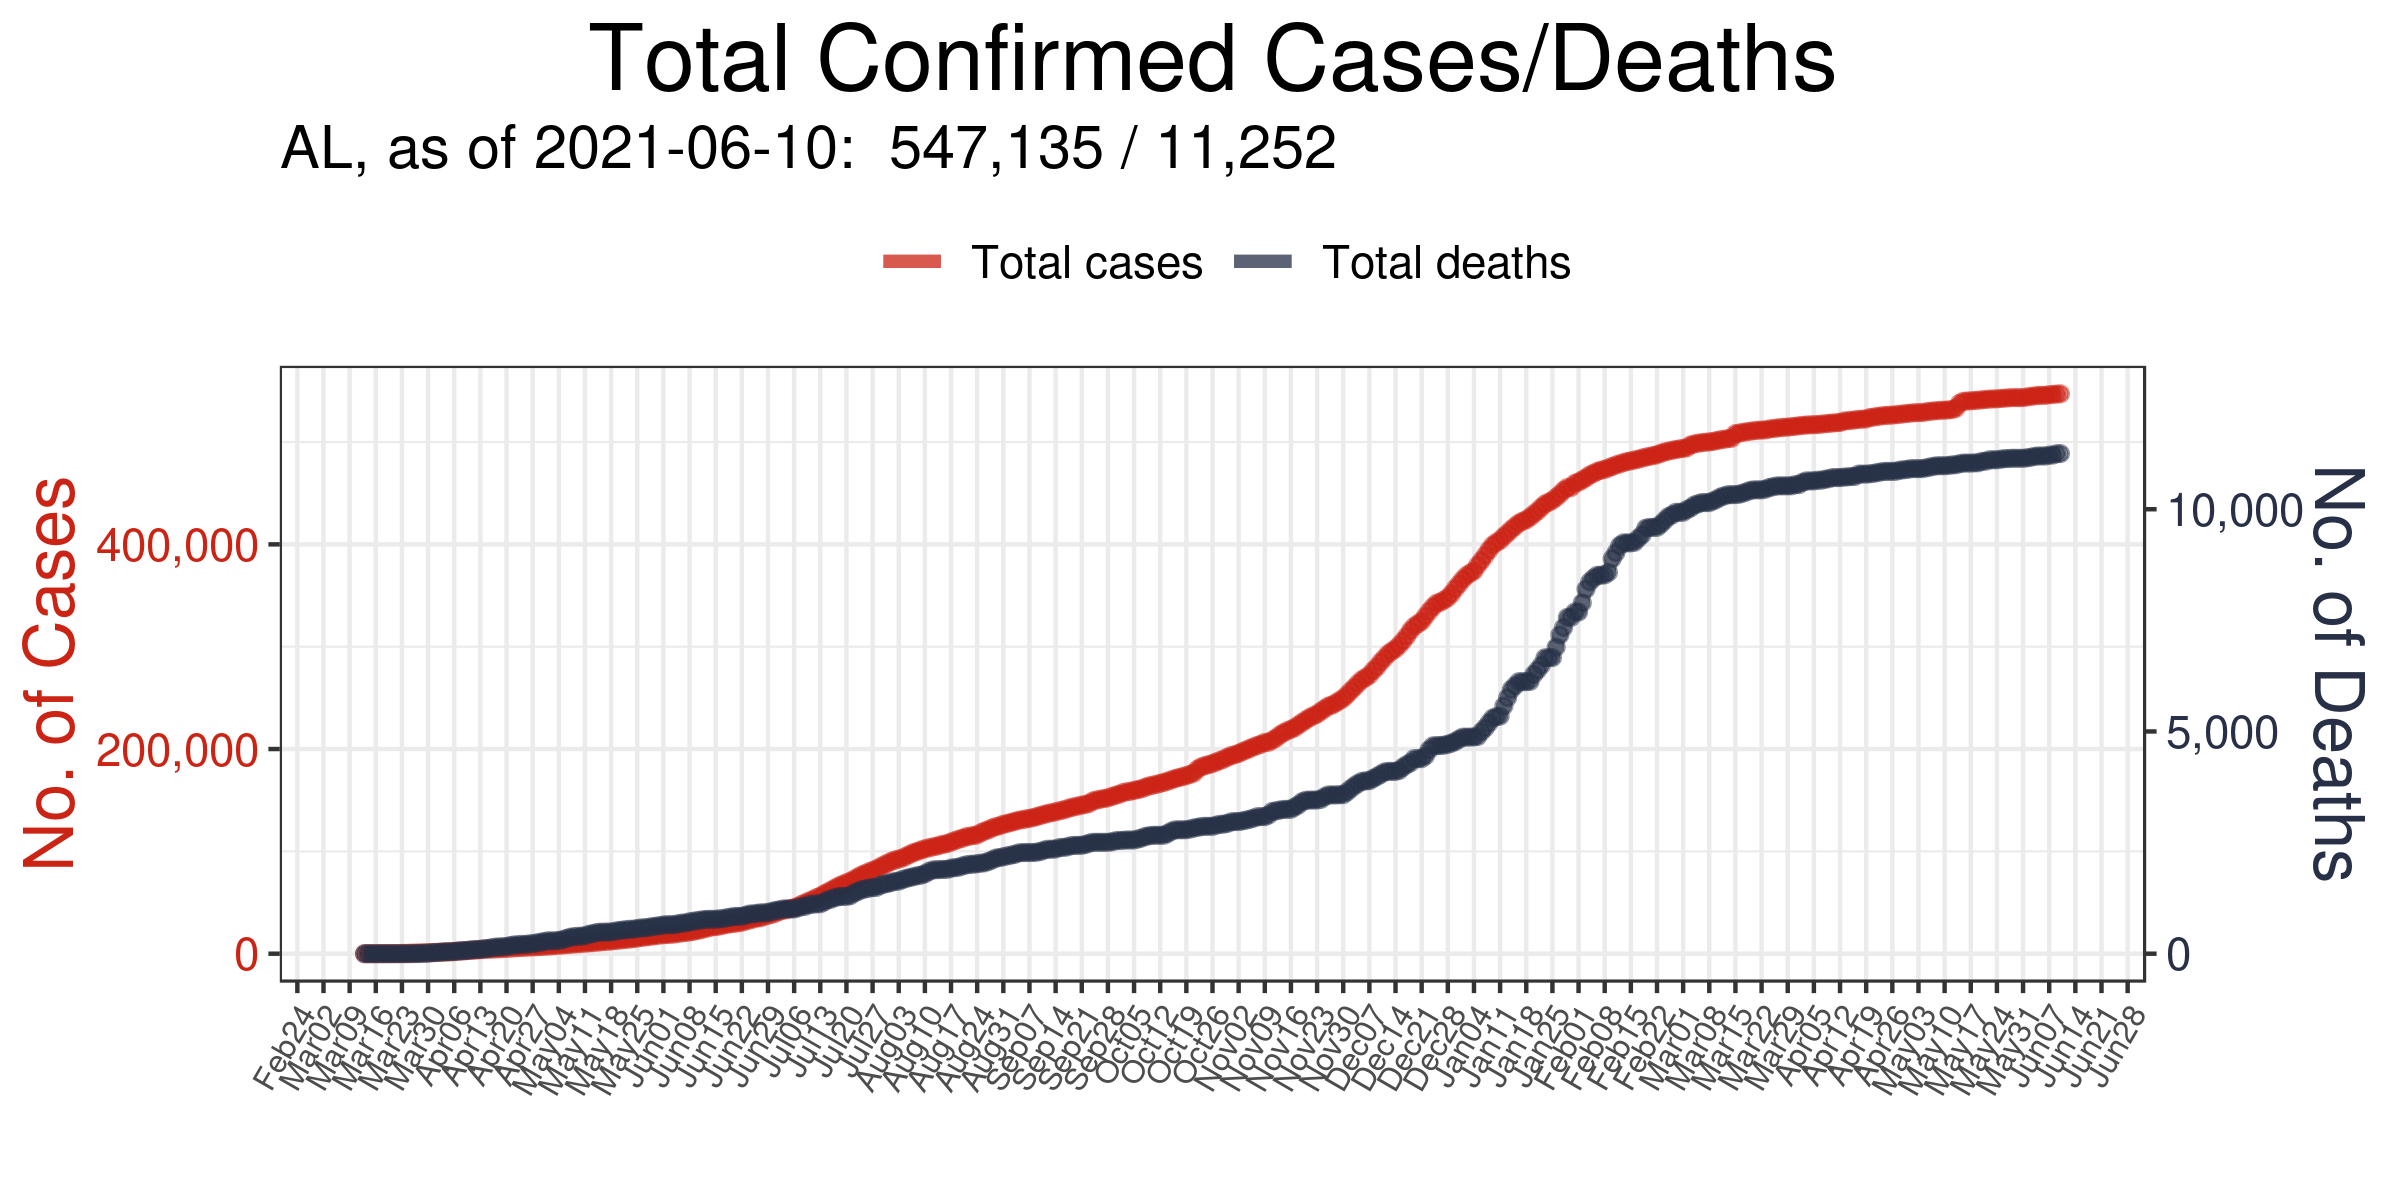 Total Confirmed Cases/Deaths
AL, as of 2021-06-10:  547,135 / 11,252
Total cases
Total deaths
No. of Cases
400,000
200,000
0
10,000
5,000
0
No. of Deaths
Feb24
Mar02
Mar09
Mar16
Mar23
Mar30
Apr06
Apr13
Apr20
Apr27
May04
May11
May18
May25
Jun01
Jun08
Jun15
Jun22
Jun29
Jul06
Jul13
Jul20
Jul27
Aug03
Aug10
Aug17
Aug24
Aug31
Sep07
Sep14
Sep21
Sep28
Oct05
Oct12
Oct19
Oct26
Nov02
Nov09
Nov16
Nov23
Nov30
Dec07
Dec14
Dec21
Dec28
Jan04
Jan11
Jan18
Jan25
Feb01
Feb08
Feb15
Feb22
Mar01
Mar08
Mar15
Mar22
Mar29
Apr05
Apr12
Apr19
Apr26
May03
May10
May17
May24
May31
Jun07
Jun14
Jun21
Jun28